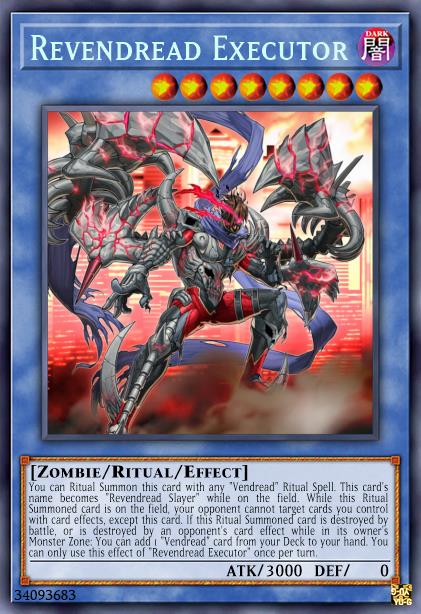 Revendread Executor
DARK
闇
[Zombie/Ritual/Effect]
You can Ritual Summon this card with any "Vendread" Ritual Spell. This card's
name becomes "Revendread Slayer" while on the field. While this Ritual
Summoned card is on the field, your opponent cannot target cards you control
with card effects, except this card. If this Ritual Summoned card is destroyed by
battle, or is destroyed by an opponent's card effect while in its owner's
Monster Zone: You can add 1 "Vendread" card from your Deck to your hand. You
can only use this effect of "Revendread Executor" once per turn.
ATK/3000 DEF/ 0
34093683